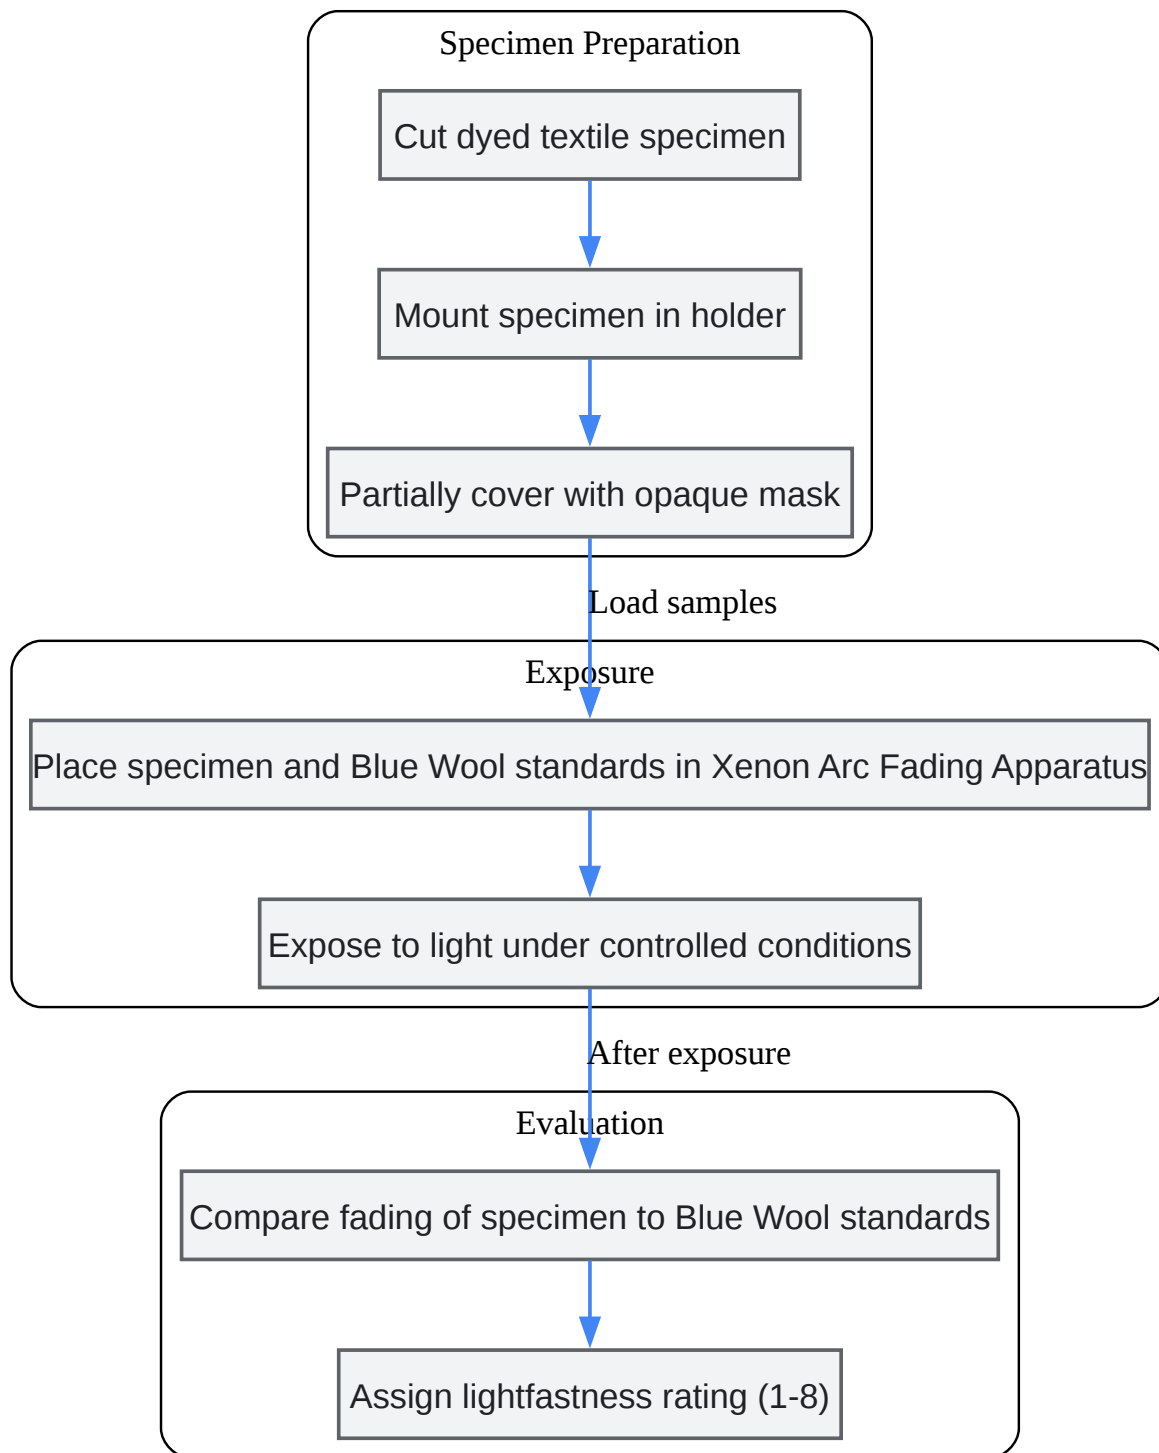 Specimen Preparation
Cut dyed textile specimen
Mount specimen in holder
Partially cover with opaque mask
Load samples
Exposure
Place specimen and Blue Wool standards in Xenon Arc Fading Apparatus
Expose to light under controlled conditions
After exposure
Evaluation
Compare fading of specimen to Blue Wool standards
Assign lightfastness rating (1-8)